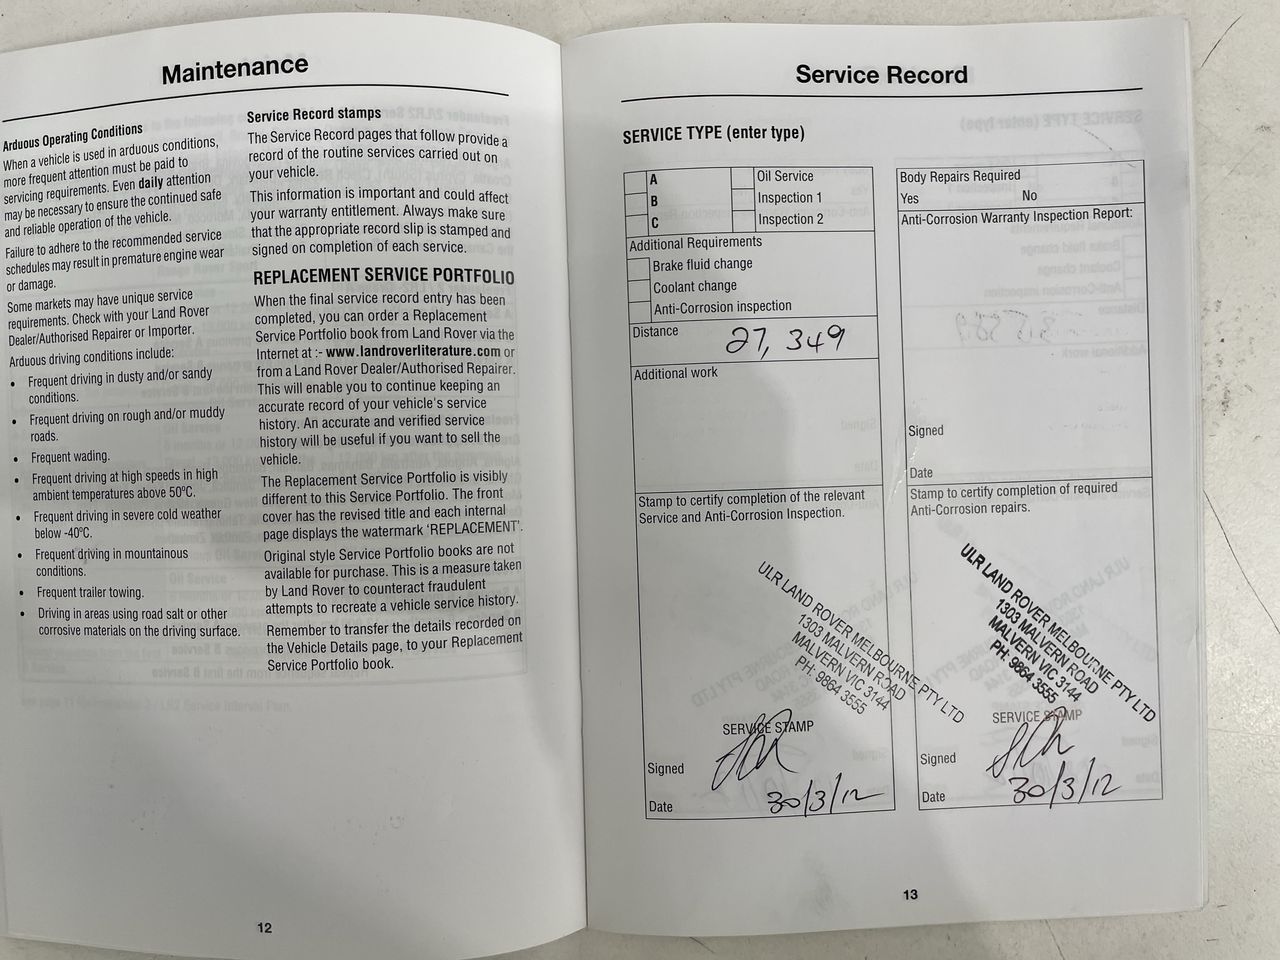 Maintenance
Arduous Operating Conditions
When a vehicle is used in arduous conditions,
more frequent attention must be paid to
servicing requirements. Even daily attention
may be necessary to ensure the continued safe
and reliable operation of the vehicle.
Failure to adhere to the recommended service
schedules may result in premature engine wear
or damage.
Some markets may have unique service
requirements. Check with your Land Rover
Dealer/Authorised Repairer or Importer.
Arduous driving conditions include:
• Frequent driving in dusty and/or sandy
conditions.
• Frequent driving on rough and/or muddy
roads.
• Frequent wading.
• Frequent driving at high speeds in high
ambient temperatures above 50ºC.
• Frequent driving in severe cold weather
below -40ºC.
• Frequent driving in mountainous
conditions.
• Frequent trailer towing.
• Driving in areas using road salt or other
corrosive materials on the driving surface.
Service Record stamps
The Service Record pages that follow provide a
record of the routine services carried out on
your vehicle.
This information is important and could affect
your warranty entitlement. Always make sure
that the appropriate record slip is stamped and
signed on completion of each service.
REPLACEMENT SERVICE PORTFOLIO
When the final service record entry has been
completed, you can order a Replacement
Service Portfolio book from Land Rover via the
Internet at :- www.landroverliterature.com or
from a Land Rover Dealer/Authorised Repairer.
This will enable you to continue keeping an
accurate record of your vehicle's service
history. An accurate and verified service
history will be useful if you want to sell the
vehicle.
The Replacement Service Portfolio is visibly
different to this Service Portfolio. The front
cover has the revised title and each internal
page displays the watermark 'REPLACEMENT'.
Original style Service Portfolio books are not
available for purchase. This is a measure taken
by Land Rover to counteract fraudulent
attempts to recreate a vehicle service history.
Remember to transfer the details recorded on
the Vehicle Details page, to your Replacement
Service Portfolio book.
12
Service Record
SERVICE TYPE (enter type)
A Oil Service
B Inspection 1
C Inspection 2
Additional Requirements
Brake fluid change
Coolant change
Anti-Corrosion inspection
Distance 27, 349
Additional work
Stamp to certify completion of the relevant
Service and Anti-Corrosion Inspection.
ULR LAND ROVER MELBOURNE PTY LTD
1303 MALVERN ROAD
MALVERN VIC 3144
PH: 9864 3555
SERVICE STAMP
Signed
Date 30/3/12
Body Repairs Required
Yes No
Anti-Corrosion Warranty Inspection Report:
Signed
Date
Stamp to certify completion of required
Anti-Corrosion repairs.
ULR LAND ROVER MELBOURNE PTY LTD
1303 MALVERN ROAD
MALVERN VIC 3144
PH: 9864 3555
SERVICE STAMP
Signed
Date 30/3/12
13